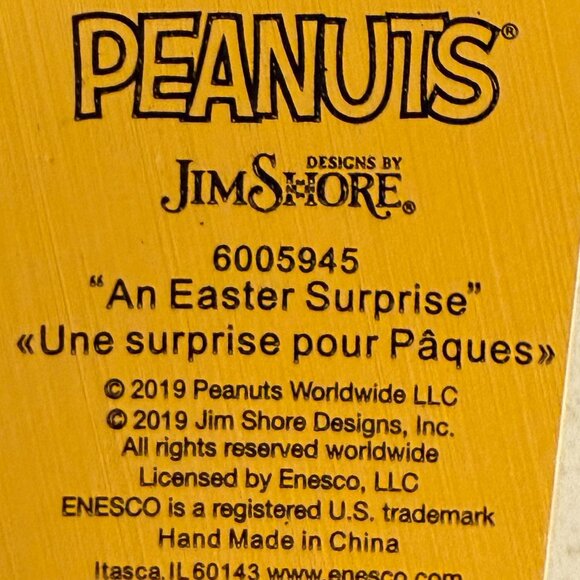 PEANUTS®
DESIGNS BY
JIM SHORE®
6005945
“An Easter Surprise”
«Une surprise pour Pâques»
© 2019 Peanuts Worldwide LLC
© 2019 Jim Shore Designs, Inc.
All rights reserved worldwide
Licensed by Enesco, LLC
ENESCO is a registered U.S. trademark
Hand Made in China
Itasca, IL 60143 www.enesco.com